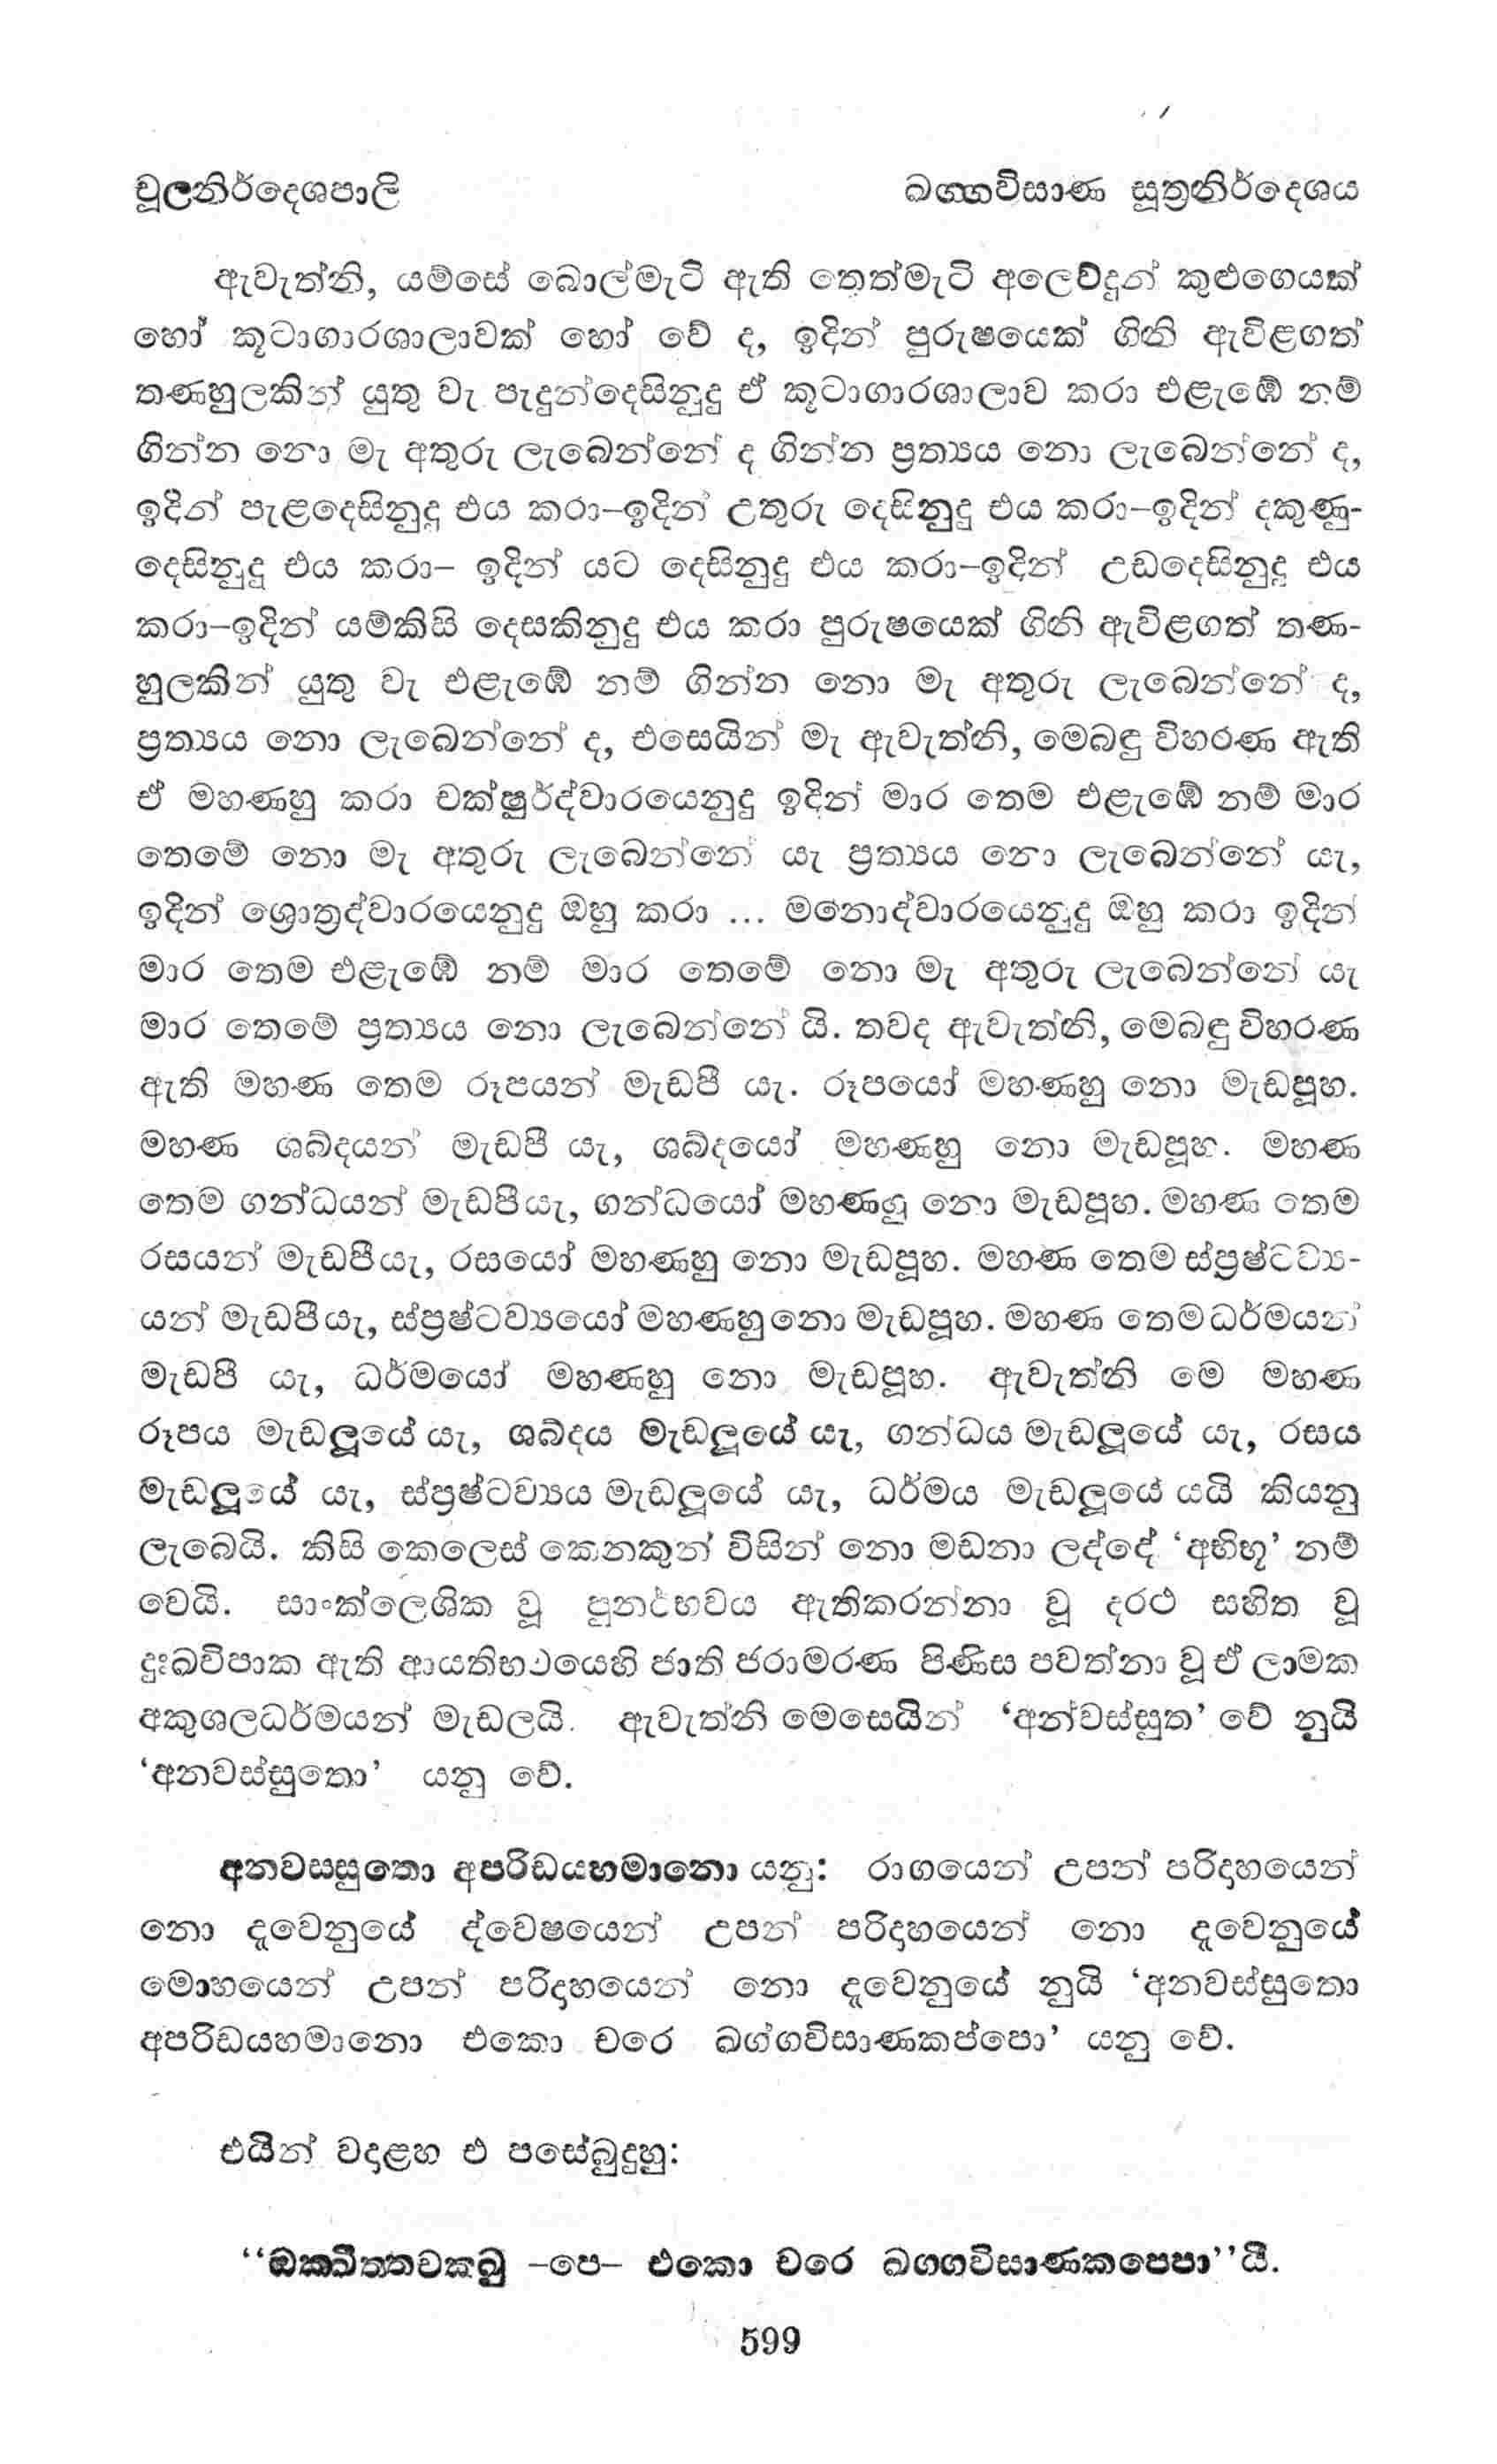 චූලනිර්දෙශපාලි ඛග්ගවිසාණ සූත්‍රනිර්දෙශය
ඇවැත්නි, යම්සේ බොල්මැටි ඇති තෙත්මැටි අලෙව්දුන් කුළුගෙයක්
හෝ කූටාගාරශාලාවක් හෝ වේ ද, ඉදින් පුරුෂයෙක් ගිනි ඇවිළගත්
තණහුලකින් යුතු වැ පැදුන්දෙසිනුදු ඒ කූටාගාරශාලාව කරා එළැඹේ නම්
ගින්න නො මැ අතුරු ලැබෙන්නේ ද ගින්න ප්‍රත්‍යය නො ලැබෙන්නේ ද,
ඉදින් පැළදෙසිනුදු එය කරා–ඉදින් උතුරු දෙසිනුදු එය කරා–ඉදින් දකුණු-
දෙසිනුදු එය කරා– ඉදින් යට දෙසිනුදු එය කරා–ඉදින් උඩදෙසිනුදු එය
කරා–ඉදින් යම්කිසි දෙසකිනුදු එය කරා පුරුෂයෙක් ගිනි ඇවිළගත් තණ-
හුලකින් යුතු වැ එළැඹේ නම් ගින්න නො මැ අතුරු ලැබෙන්නේ ද,
ප්‍රත්‍යය නො ලැබෙන්නේ ද, එසෙයින් මැ ඇවැත්නි, මෙබඳු විහරණ ඇති
ඒ මහණහු කරා චක්ෂුර්ද්වාරයෙනුදු ඉදින් මාර තෙම එළැඹේ නම් මාර
තෙමේ නො මැ අතුරු ලැබෙන්නේ යැ ප්‍රත්‍යය නො ලැබෙන්නේ යැ,
ඉදින් ශ්‍රොත්‍රද්වාරයෙනුදු ඔහු කරා ... මනොද්වාරයෙනුදු ඔහු කරා ඉදින්
මාර තෙම එළැඹේ නම් මාර තෙමේ නො මැ අතුරු ලැබෙන්නේ යැ
මාර තෙමේ ප්‍රත්‍යය නො ලැබෙන්නේ යි. තවද ඇවැත්නි, මෙබඳු විහරණ
ඇති මහණ තෙම රූපයන් මැඩපී යැ. රූපයෝ මහණහු නො මැඩපූහ.
මහණ ශබ්දයන් මැඩපී යැ, ශබ්දයෝ මහණහු නො මැඩපූහ. මහණ
තෙම ගන්ධයන් මැඩපීයැ, ගන්ධයෝ මහණහු නො මැඩපූහ. මහණ තෙම
රසයන් මැඩපීයැ, රසයෝ මහණහු නො මැඩපූහ. මහණ තෙම ස්ප්‍රෂ්ටව්‍ය-
යන් මැඩපීයැ, ස්ප්‍රෂ්ටව්‍යයෝ මහණහු නො මැඩපූහ. මහණ තෙම ධර්මයන්
මැඩපී යැ, ධර්මයෝ මහණහු නො මැඩපූහ. ඇවැත්නි මෙ මහණ
රූපය මැඩලූයේ යැ, ශබ්දය මැඩලූයේ යැ, ගන්ධය මැඩලූයේ යැ, රසය
මැඩලූයේ යැ, ස්ප්‍රෂ්ටව්‍යය මැඩලූයේ යැ, ධර්මය මැඩලූයේ යයි කියනු
ලැබෙයි. කිසි කෙලෙස් කෙනකුන් විසින් නො මඩනා ලද්දේ ‘අභිභූ’ නම්
වෙයි. සාංක්ලෙශික වූ පුනර්භවය ඇතිකරන්නා වූ දරථ සහිත වූ
දුඃඛවිපාක ඇති ආයතිභවයෙහි ජාති ජරාමරණ පිණිස පවත්නා වූ ඒ ලාමක
අකුශලධර්මයන් මැඩලයි. ඇවැත්නි මෙසෙයින් ‘අන්වස්සුත’ වේ නුයි
‘අනවස්සුතො’ යනු වේ.
අනවස්සුතො අපරිඩය්හමානො යනු: රාගයෙන් උපන් පරිදාහයෙන්
නො දැවෙනුයේ ද්වෙෂයෙන් උපන් පරිදාහයෙන් නො දැවෙනුයේ
මොහයෙන් උපන් පරිදාහයෙන් නො දැවෙනුයේ නුයි ‘අනවස්සුතො
අපරිඩයහමානො එකො චරෙ ඛග්ගවිසාණකප්පො’ යනු වේ.
එයින් වදාළහ එ පසේබුදුහු:
“ඔක්ඛිත්තචක්ඛු –පෙ– එකො චරෙ ඛග්ගවිසාණකප්පො”යී.
599